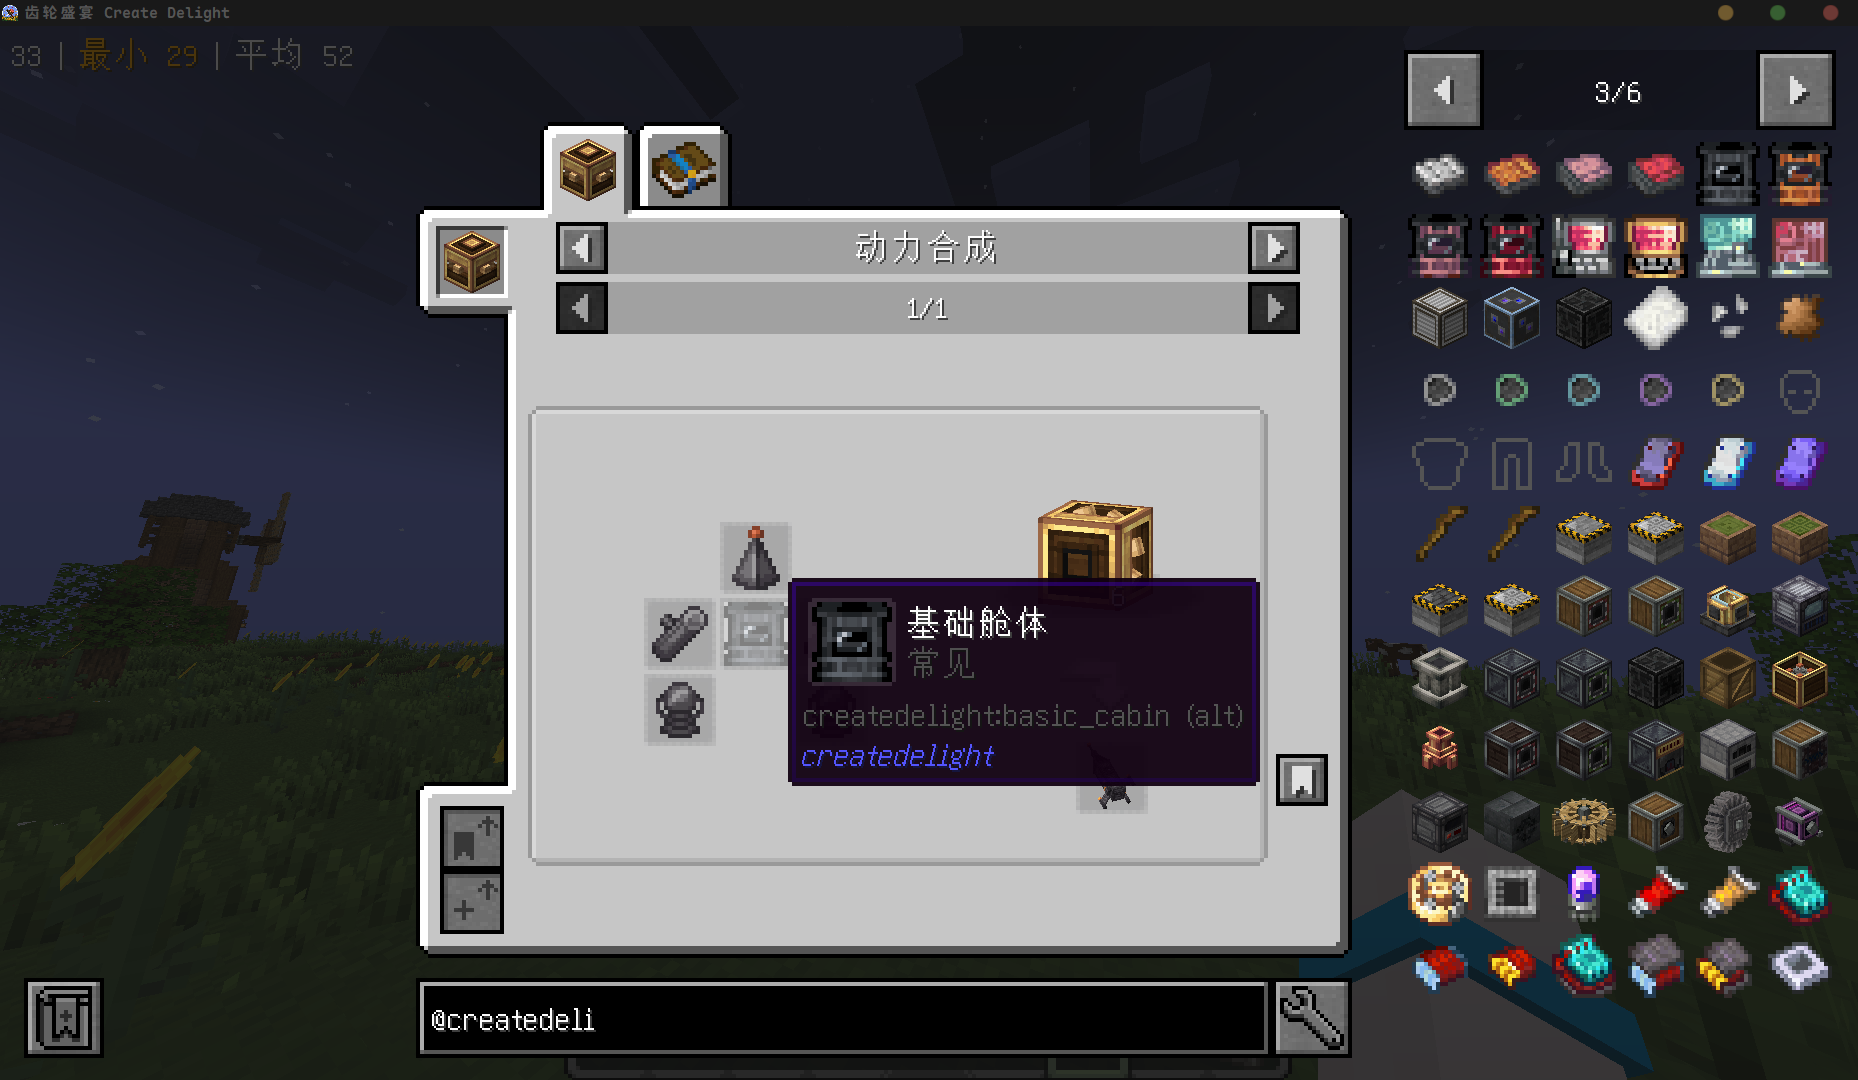 齿轮盛宴 Create Delight
33 | 最小 29 | 平均 52
3/6
动力合成
1/1
6
基础舱体
常见
createdelight:basic_cabin (alt)
createdelight
@createdeli